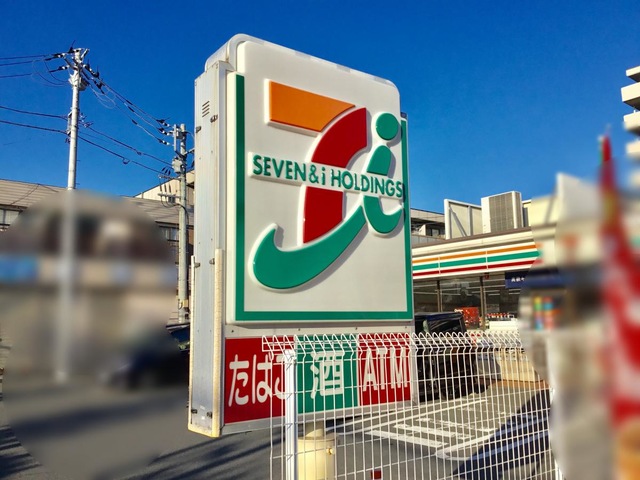 SEVEN & i HOLDINGS
たばこ 酒 ATM